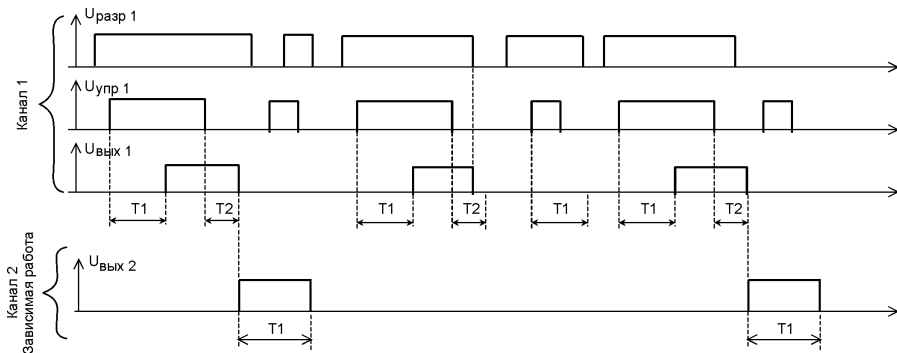 Канал 1
Uразр 1
Uупр 1
Uвых 1
T1
T2
T1
T2
T1
T1
T2
Канал 2
Зависимая работа
Uвых 2
T1
T1